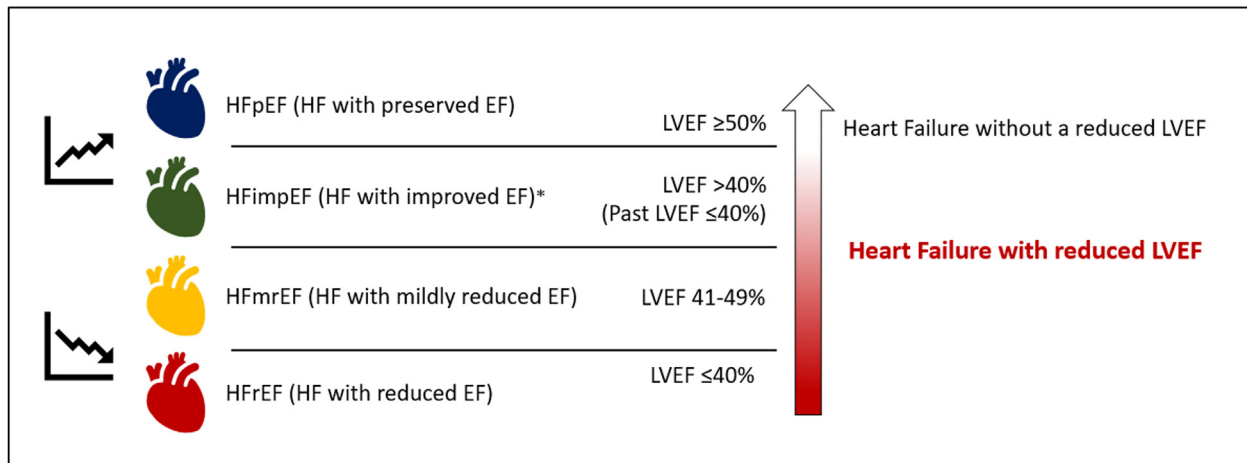 HFpEF (HF with preserved EF)
LVEF ≥50%
Heart Failure without a reduced LVEF
HFimpEF (HF with improved EF)*
LVEF >40%
(Past LVEF ≤40%)
Heart Failure with reduced LVEF
HFmrEF (HF with mildly reduced EF)
LVEF 41-49%
HFrEF (HF with reduced EF)
LVEF ≤40%